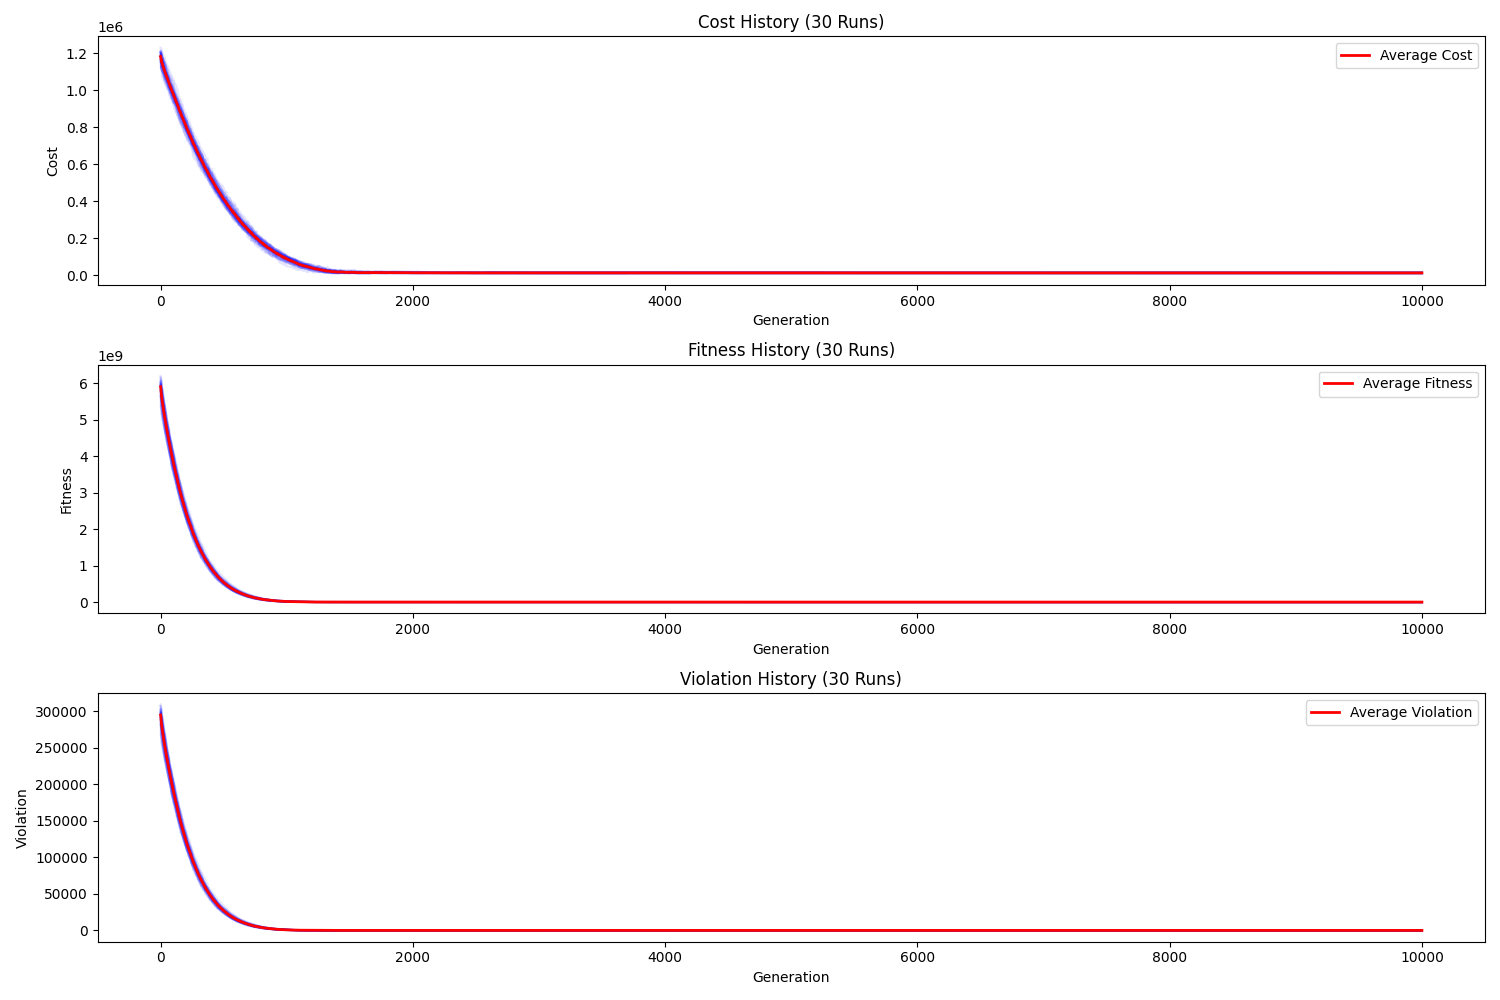 Cost History (30 Runs)
1e6
Average Cost
1.2
1.0
0.8
0.6
0.4
0.2
0.0
Cost
0 2000 4000 6000 8000 10000
Generation
Fitness History (30 Runs)
1e9
Average Fitness
6
5
4
3
2
1
0
Fitness
0 2000 4000 6000 8000 10000
Generation
Violation History (30 Runs)
Average Violation
300000
250000
200000
150000
100000
50000
0
Violation
0 2000 4000 6000 8000 10000
Generation